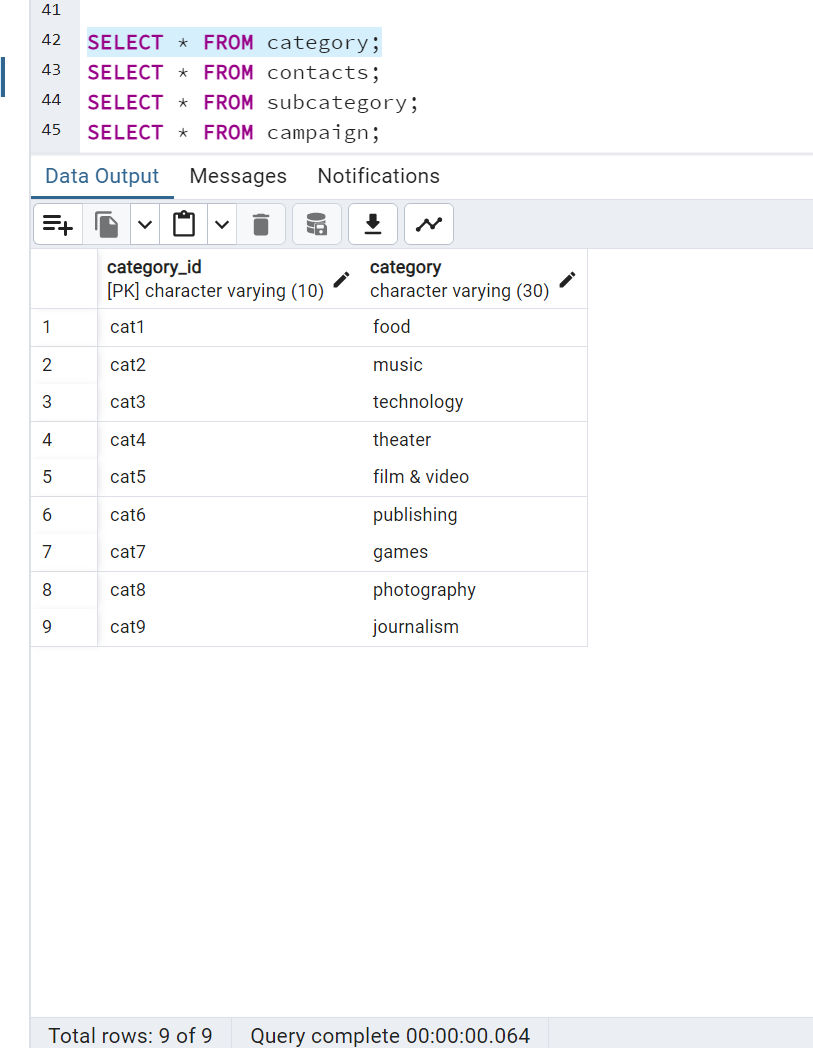 41
42 SELECT * FROM category;
43 SELECT * FROM contacts;
44 SELECT * FROM subcategory;
45 SELECT * FROM campaign;
Data Output Messages Notifications
category_id category
[PK] character varying (10) character varying (30)
1 cat1 food
2 cat2 music
3 cat3 technology
4 cat4 theater
5 cat5 film & video
6 cat6 publishing
7 cat7 games
8 cat8 photography
9 cat9 journalism
Total rows: 9 of 9 Query complete 00:00:00.064